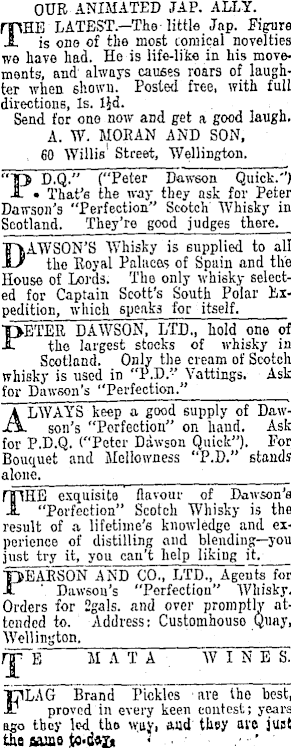 OUR ANIMATED JAP. ALLY.
THE LATEST.—The little Jap. Figure
is one of the most comical novelties
we have had. He is life-like in his move-
ments, and always causes roars of laugh-
ter when shown. Posted free, with full
directions, 1s. 1½d.
Send for one now and get a good laugh.
A. W. MORAN AND SON,
60 Willis Street, Wellington.
"P D.Q." ("Peter Dawson Quick.")
• That's the way they ask for Peter
Dawson's "Perfection" Scotch Whisky in
Scotland. They're good judges there.
DAWSON'S Whisky is supplied to all
the Royal Palaces of Spain and the
House of Lords. The only whisky select-
ed for Captain Scott's South Polar Ex-
pedition, which speaks for itself.
PETER DAWSON, LTD., hold one of
the largest stocks of whisky in
Scotland. Only the cream of Scotch
whisky is used in "P.D." Vattings. Ask
for Dawson's "Perfection."
ALWAYS keep a good supply of Daw-
son's "Perfection" on hand. Ask
for P.D.Q. ("Peter Dawson Quick"). For
Bouquet and Mellowness "P.D." stands
alone.
THE exquisite flavour of Dawson's
"Perfection" Scotch Whisky is the
result of a lifetime's knowledge and ex-
perience of distilling and blending—you
just try it, you can't help liking it.
PEARSON AND CO., LTD., Agents for
Dawson's "Perfection" Whisky.
Orders for 2gals. and over promptly at-
tended to. Address: Customhouse Quay,
Wellington.
T E M A T A W I N E S.
FLAG Brand Pickles are the best,
proved in every keen contest; years
ago they led the way, and they are just
the same to-day.